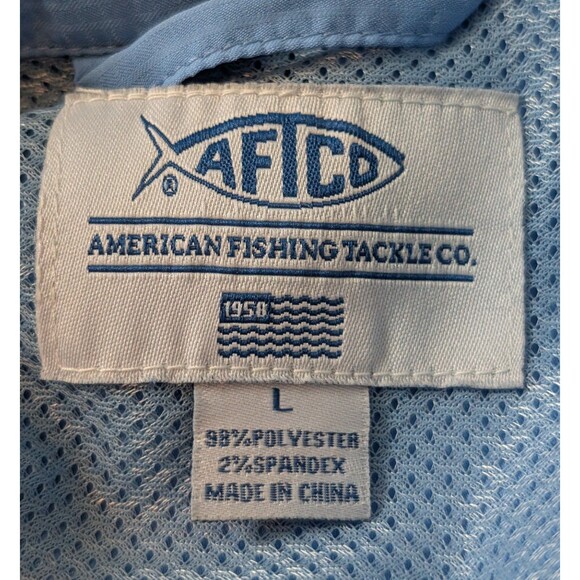 AFTCO
®
AMERICAN FISHING TACKLE CO.
1958
L
98% POLYESTER
2% SPANDEX
MADE IN CHINA